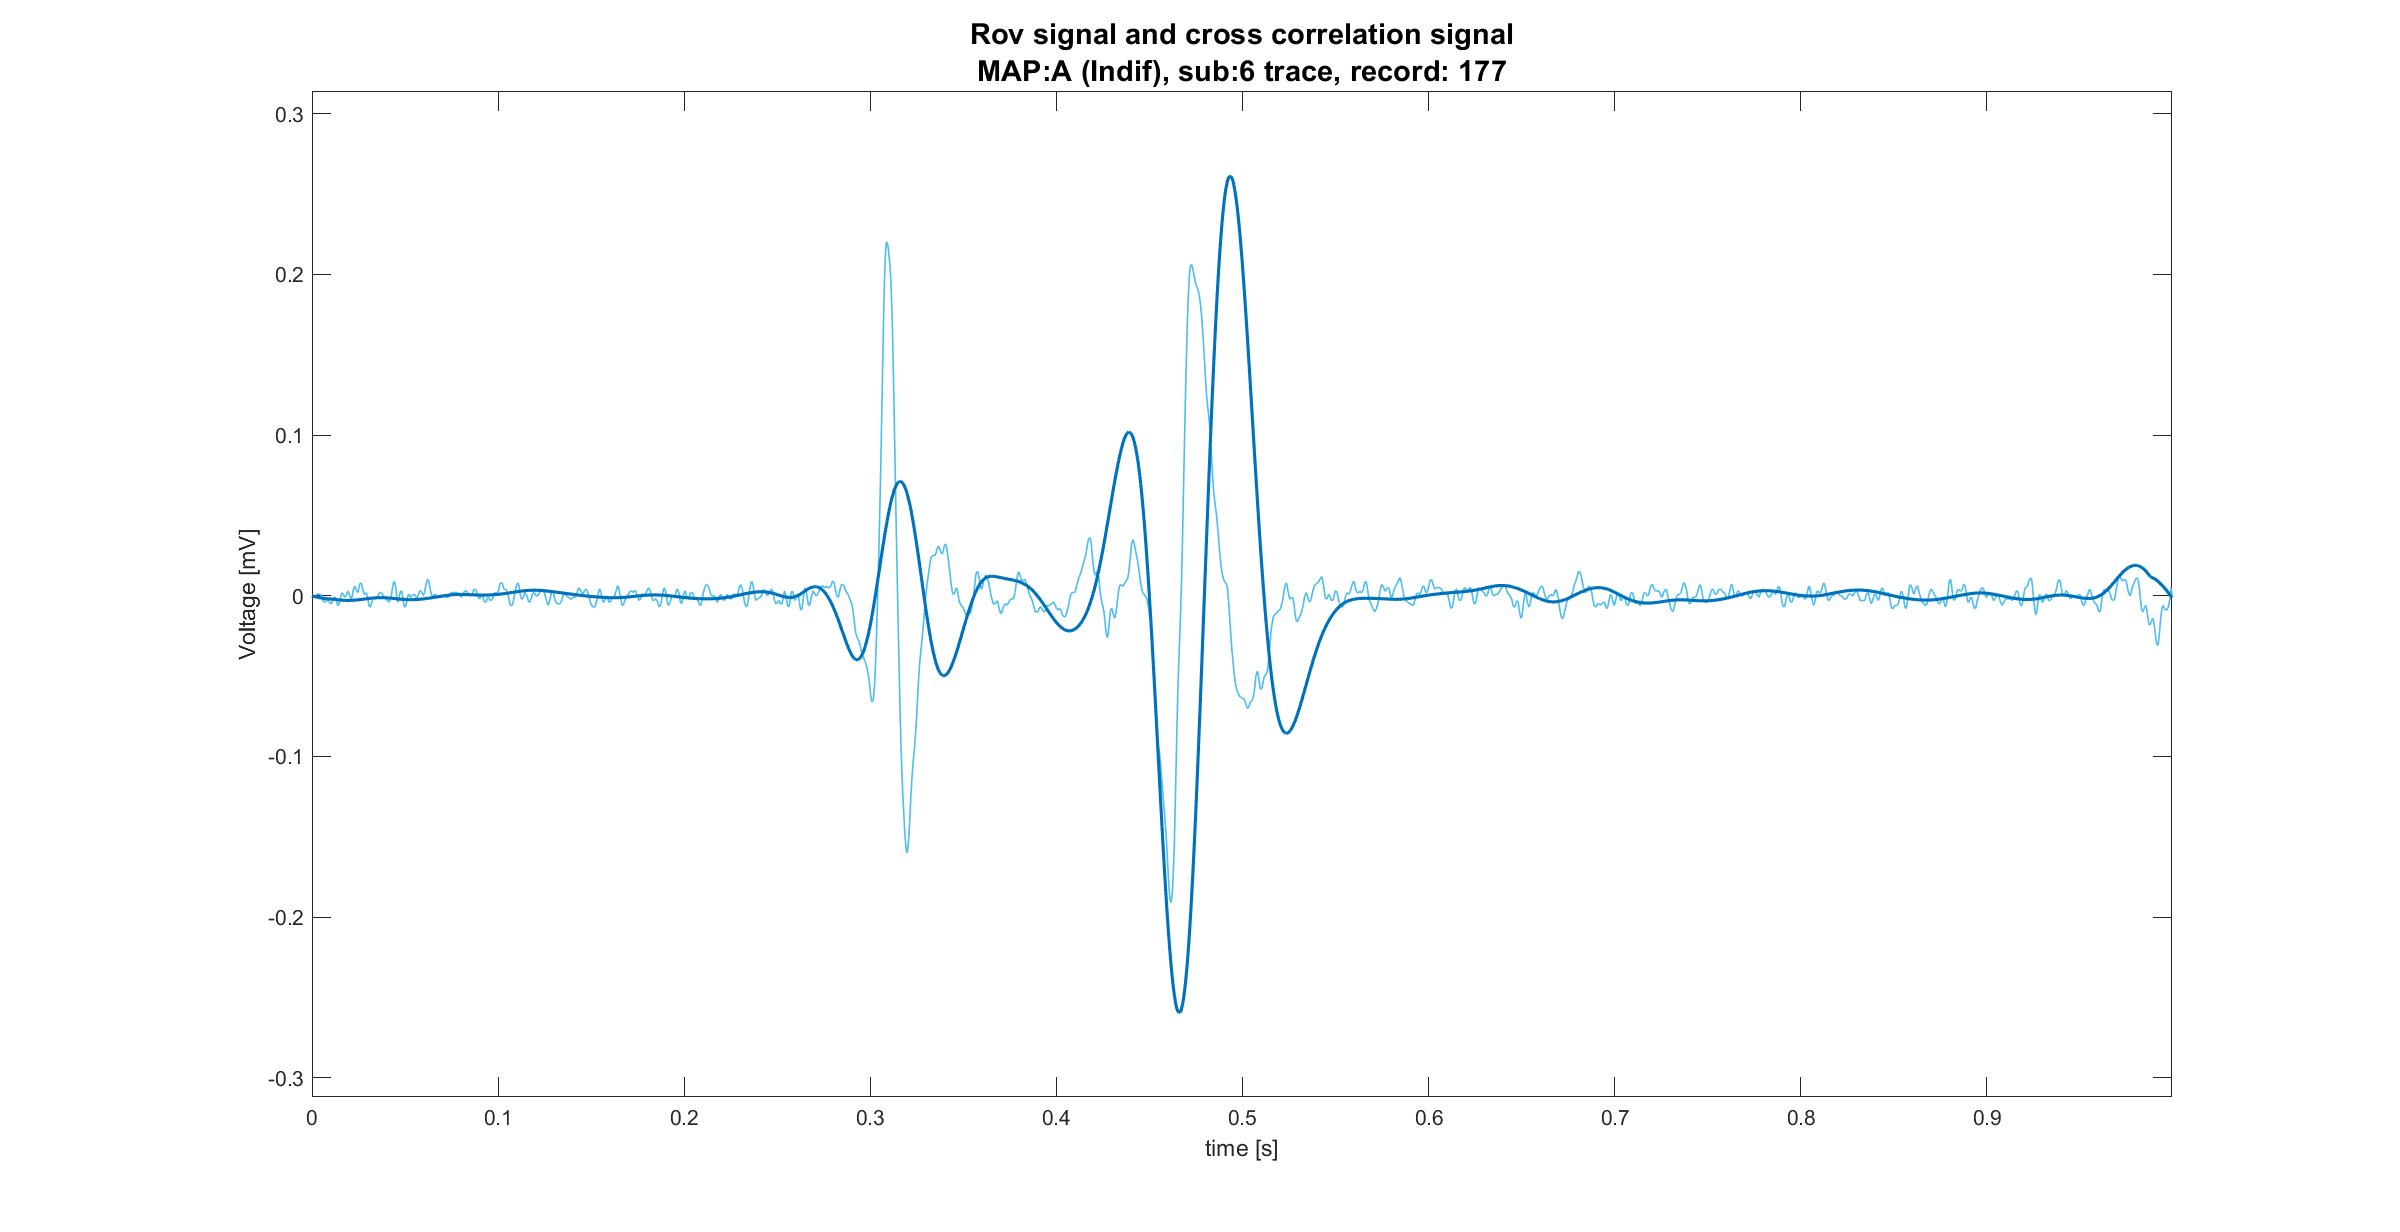 Rov signal and cross correlation signal
MAP:A (Indif), sub:6 trace, record: 177
Voltage [mV]
0.3
0.2
0.1
0
-0.1
-0.2
-0.3
0 0.1 0.2 0.3 0.4 0.5 0.6 0.7 0.8 0.9
time [s]